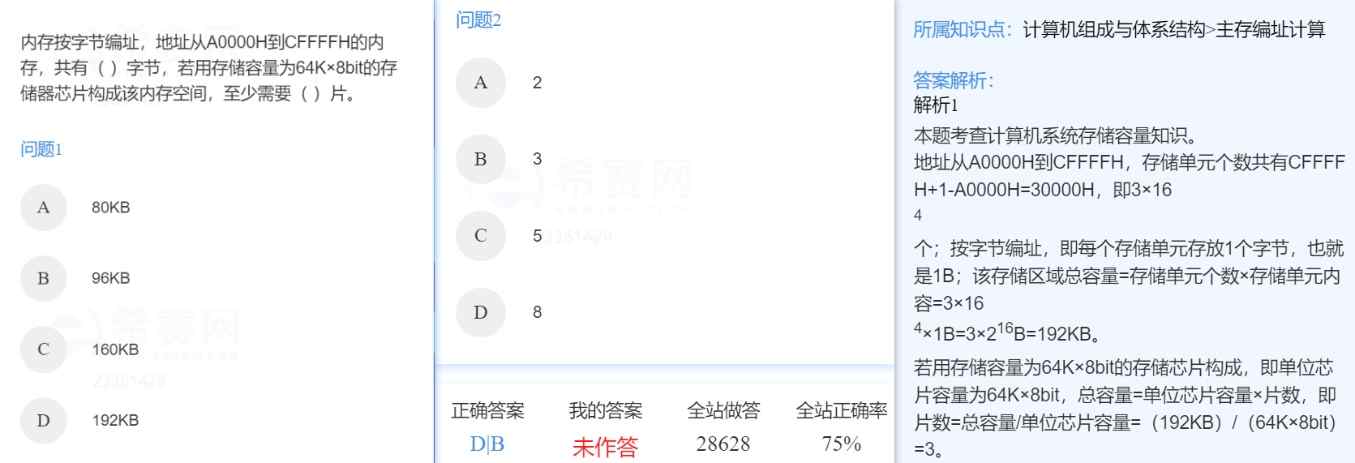 内存按字节编址，地址从A0000H到CFFFFH的内
存，共有（ ）字节，若用存储容量为64K×8bit的存
储器芯片构成该内存空间，至少需要（ ）片。
问题1
A 80KB
B 96KB
C 160KB
D 192KB
希赛网
问题2
A 2
B 3
C 5
D 8
希赛网
正确答案 我的答案 全站做答 全站正确率
D|B 未作答 28628 75%
所属知识点：计算机组成与体系结构>主存编址计算
答案解析：
解析1
本题考查计算机系统存储容量知识。
地址从A0000H到CFFFFH，存储单元个数共有CFFFF
H+1-A0000H=30000H，即3×16
4
个；按字节编址，即每个存储单元存放1个字节，也就
是1B；该存储区域总容量=存储单元个数×存储单元内
容=3×16
4×1B=3×216B=192KB。
若用存储容量为64K×8bit的存储芯片构成，即单位芯
片容量为64K×8bit，总容量=单位芯片容量×片数，即
片数=总容量/单位芯片容量=（192KB）/（64K×8bit）
=3。